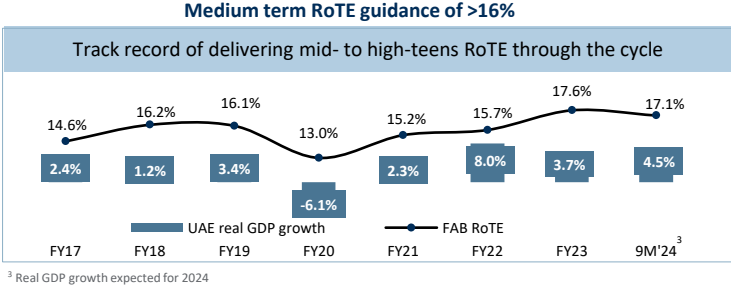 Medium term RoTE guidance of >16%
Track record of delivering mid- to high-teens RoTE through the cycle
14.6% 16.2% 16.1% 13.0% 15.2% 15.7% 17.6% 17.1%
2.4% 1.2% 3.4% -6.1% 2.3% 8.0% 3.7% 4.5%
UAE real GDP growth FAB RoTE
FY17 FY18 FY19 FY20 FY21 FY22 FY23 9M'24 3
3 Real GDP growth expected for 2024